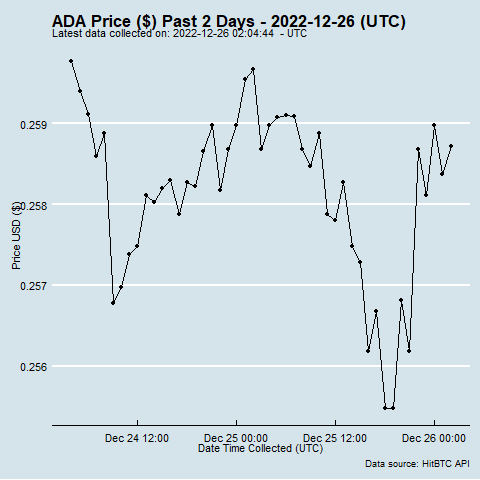 ADA Price ($) Past 2 Days - 2022-12-26 (UTC)
Latest data collected on: 2022-12-26 02:04:44 - UTC
0.259
0.258
0.257
0.256
Price USD ($)
Dec 24 12:00
Dec 25 00:00
Dec 25 12:00
Dec 26 00:00
Date Time Collected (UTC)
Data source: HitBTC API